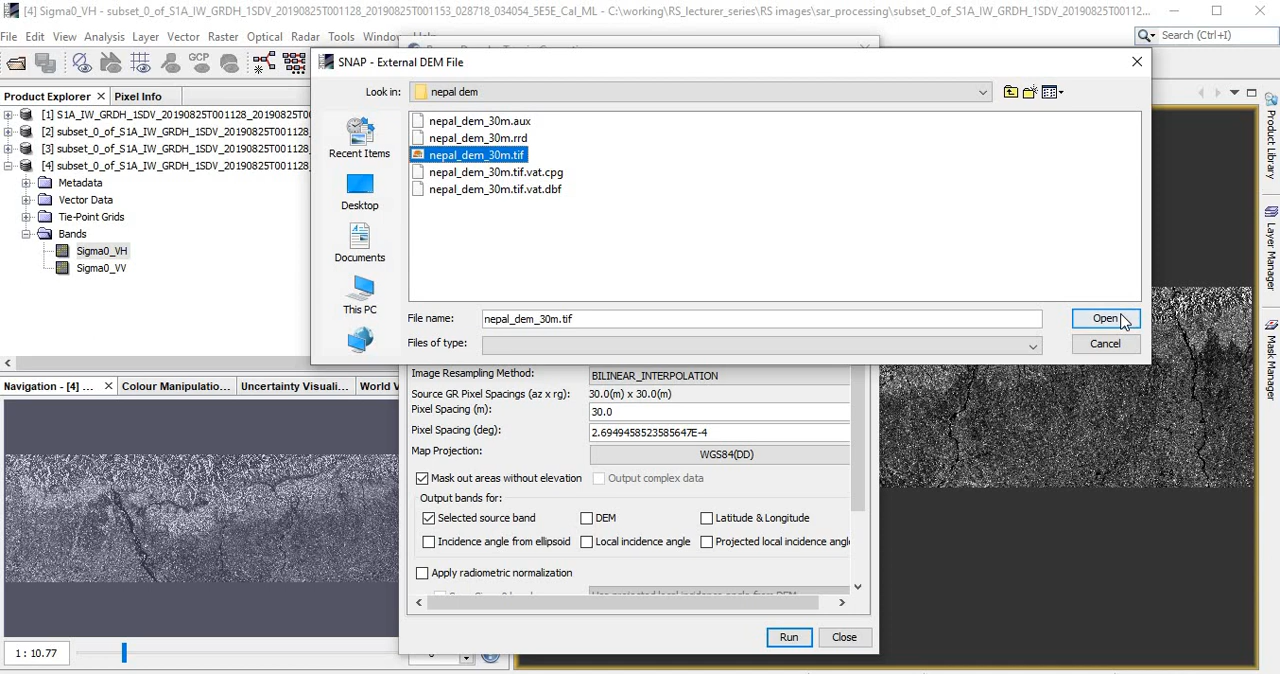 [4] Sigma0_VH - subset_0_of_S1A_IW_GRDH_1SDV_20190825T001128_20190825T001153_028718_034054_5E5E_Cal_ML - C:\working\RS_lecturer_series\RS images\sar_processing\subset_0_of_S1A_IW_GRDH_1SDV_20190825T00112...
File Edit View Analysis Layer Vector Raster Optical Radar Tools Window
Search (Ctrl+I)
GCP
Product Explorer Pixel Info
[1] S1A_IW_GRDH_1SDV_20190825T001128_20190825T0
[2] subset_0_of_S1A_IW_GRDH_1SDV_20190825T001128
[3] subset_0_of_S1A_IW_GRDH_1SDV_20190825T001128
[4] subset_0_of_S1A_IW_GRDH_1SDV_20190825T001128
Metadata
Vector Data
Tie-Point Grids
Bands
Sigma0_VH
Sigma0_VV
SNAP - External DEM File
Look in: nepal dem
Recent Items
Desktop
Documents
This PC
nepal_dem_30m.aux
nepal_dem_30m.rrd
nepal_dem_30m.tif
nepal_dem_30m.tif.vat.cpg
nepal_dem_30m.tif.vat.dbf
File name: nepal_dem_30m.tif Open
Files of type: Cancel
Image Resampling Method: BILINEAR_INTERPOLATION
Source GR Pixel Spacings (az x rg): 30.0(m) x 30.0(m)
Pixel Spacing (m): 30.0
Pixel Spacing (deg): 2.6949458523585647E-4
Map Projection: WGS84(DD)
Mask out areas without elevation Output complex data
Output bands for:
Selected source band DEM Latitude & Longitude
Incidence angle from ellipsoid Local incidence angle Projected local incidence angle
Apply radiometric normalization
Run Close
Navigation - [4] ... Colour Manipulatio... Uncertainty Visuali... World V
1 : 10.77
Product Library
Layer Manager
Mask Manager